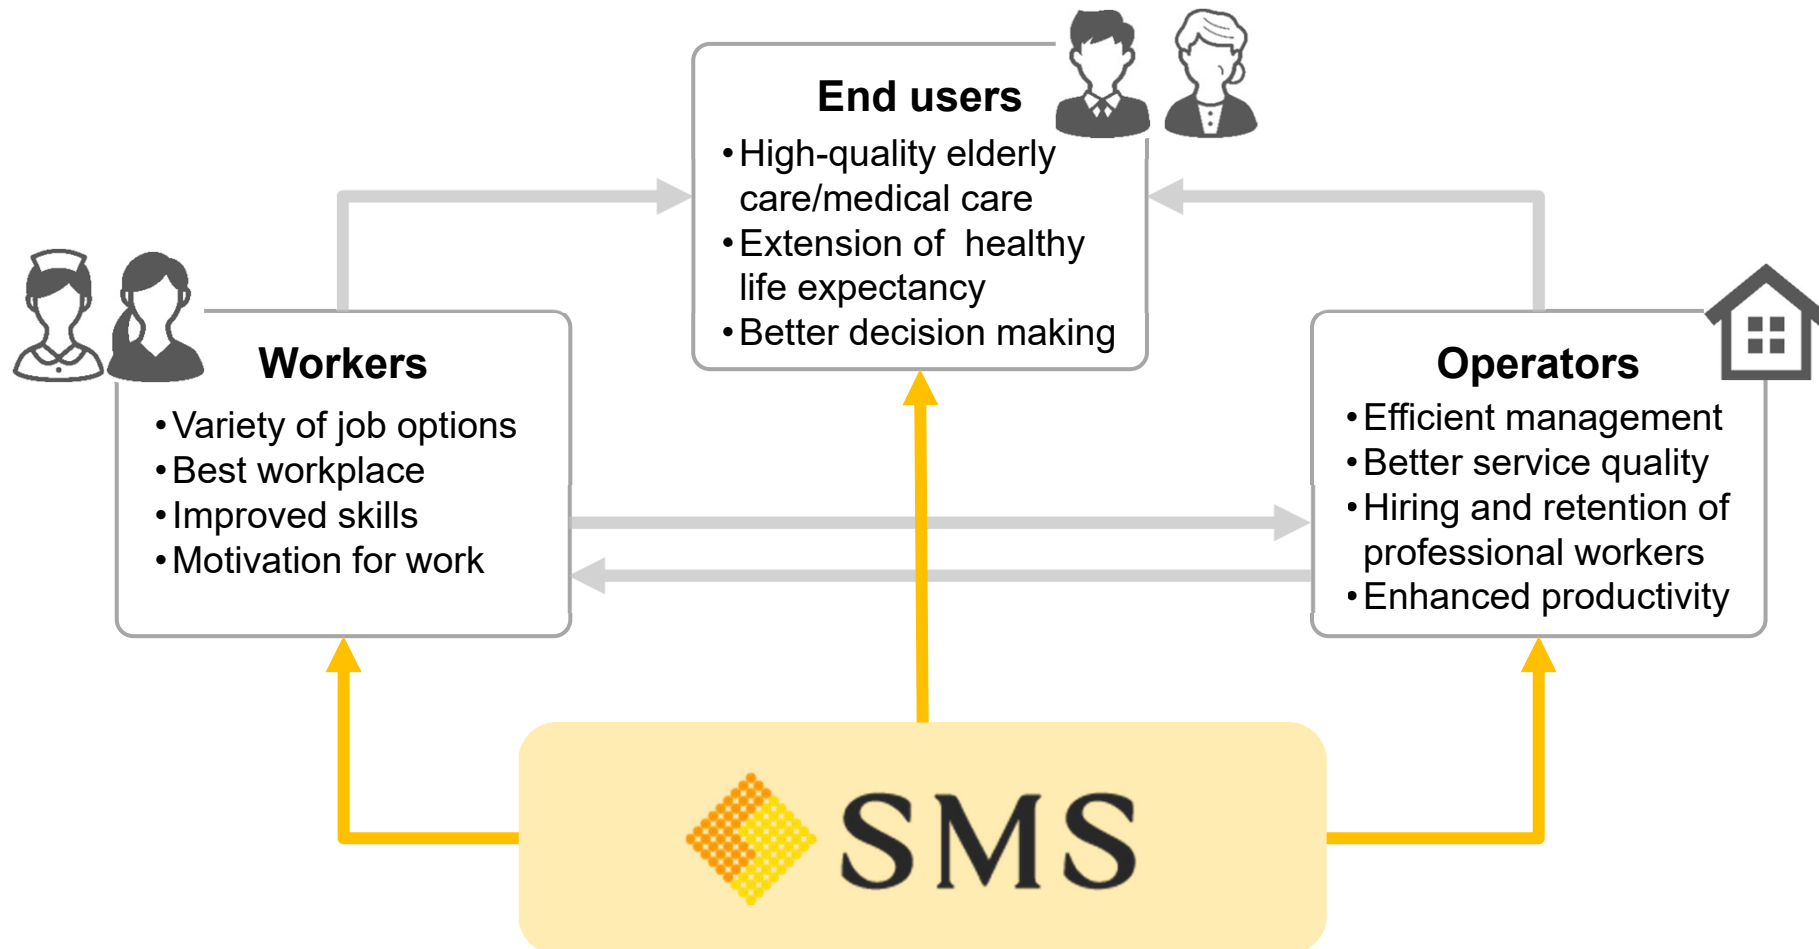 End users
•High-quality elderly
care/medical care
•Extension of  healthy
life expectancy
•Better decision making
Workers
•Variety of job options
•Best workplace
•Improved skills
•Motivation for work
Operators
•Efficient management
•Better service quality
•Hiring and retention of
professional workers
•Enhanced productivity
SMS